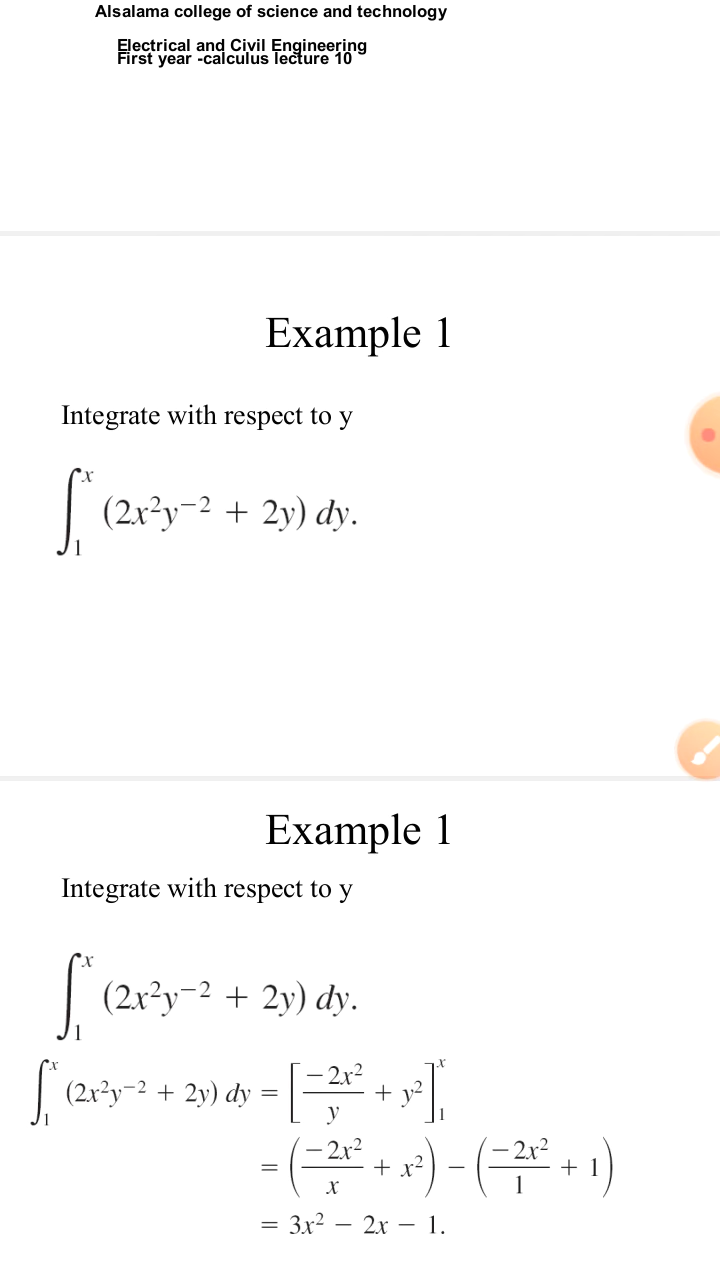 Alsalama college of science and technology
Electrical and Civil Engineering
First year -calculus lecture 10
Example 1
Integrate with respect to y
∫₁ˣ (2x²y⁻² + 2y) dy.
Example 1
Integrate with respect to y
∫₁ˣ (2x²y⁻² + 2y) dy.
∫₁ˣ (2x²y⁻² + 2y) dy = [−2x²/y + y²]₁ˣ
= (−2x²/x + x²) − (−2x²/1 + 1)
= 3x² − 2x − 1.